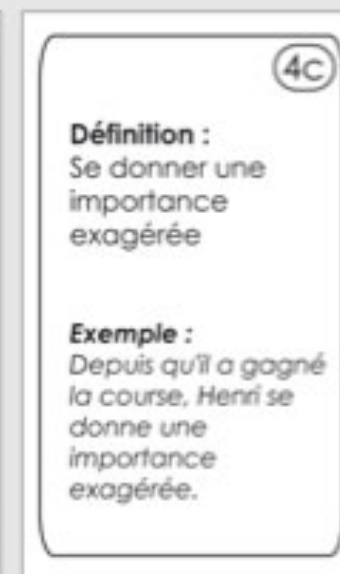 4c
Définition :
Se donner une
importance
exagérée
Exemple :
Depuis qu'il a gagné
la course, Henri se
donne une
importance
exagérée.